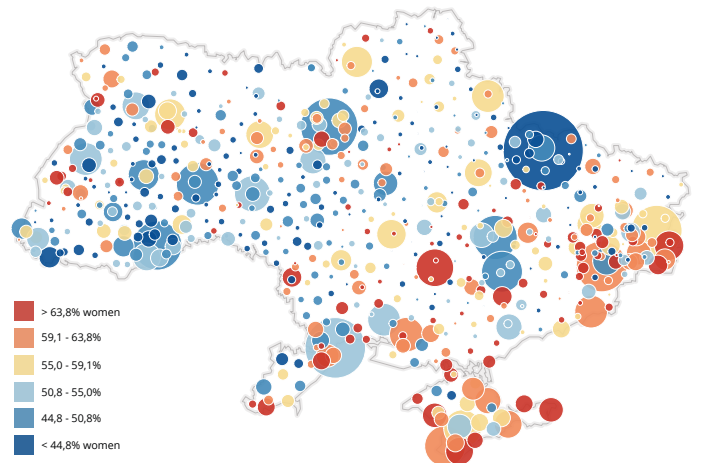 > 63,8% women
59,1 - 63,8%
55,0 - 59,1%
50,8 - 55,0%
44,8 - 50,8%
< 44,8% women